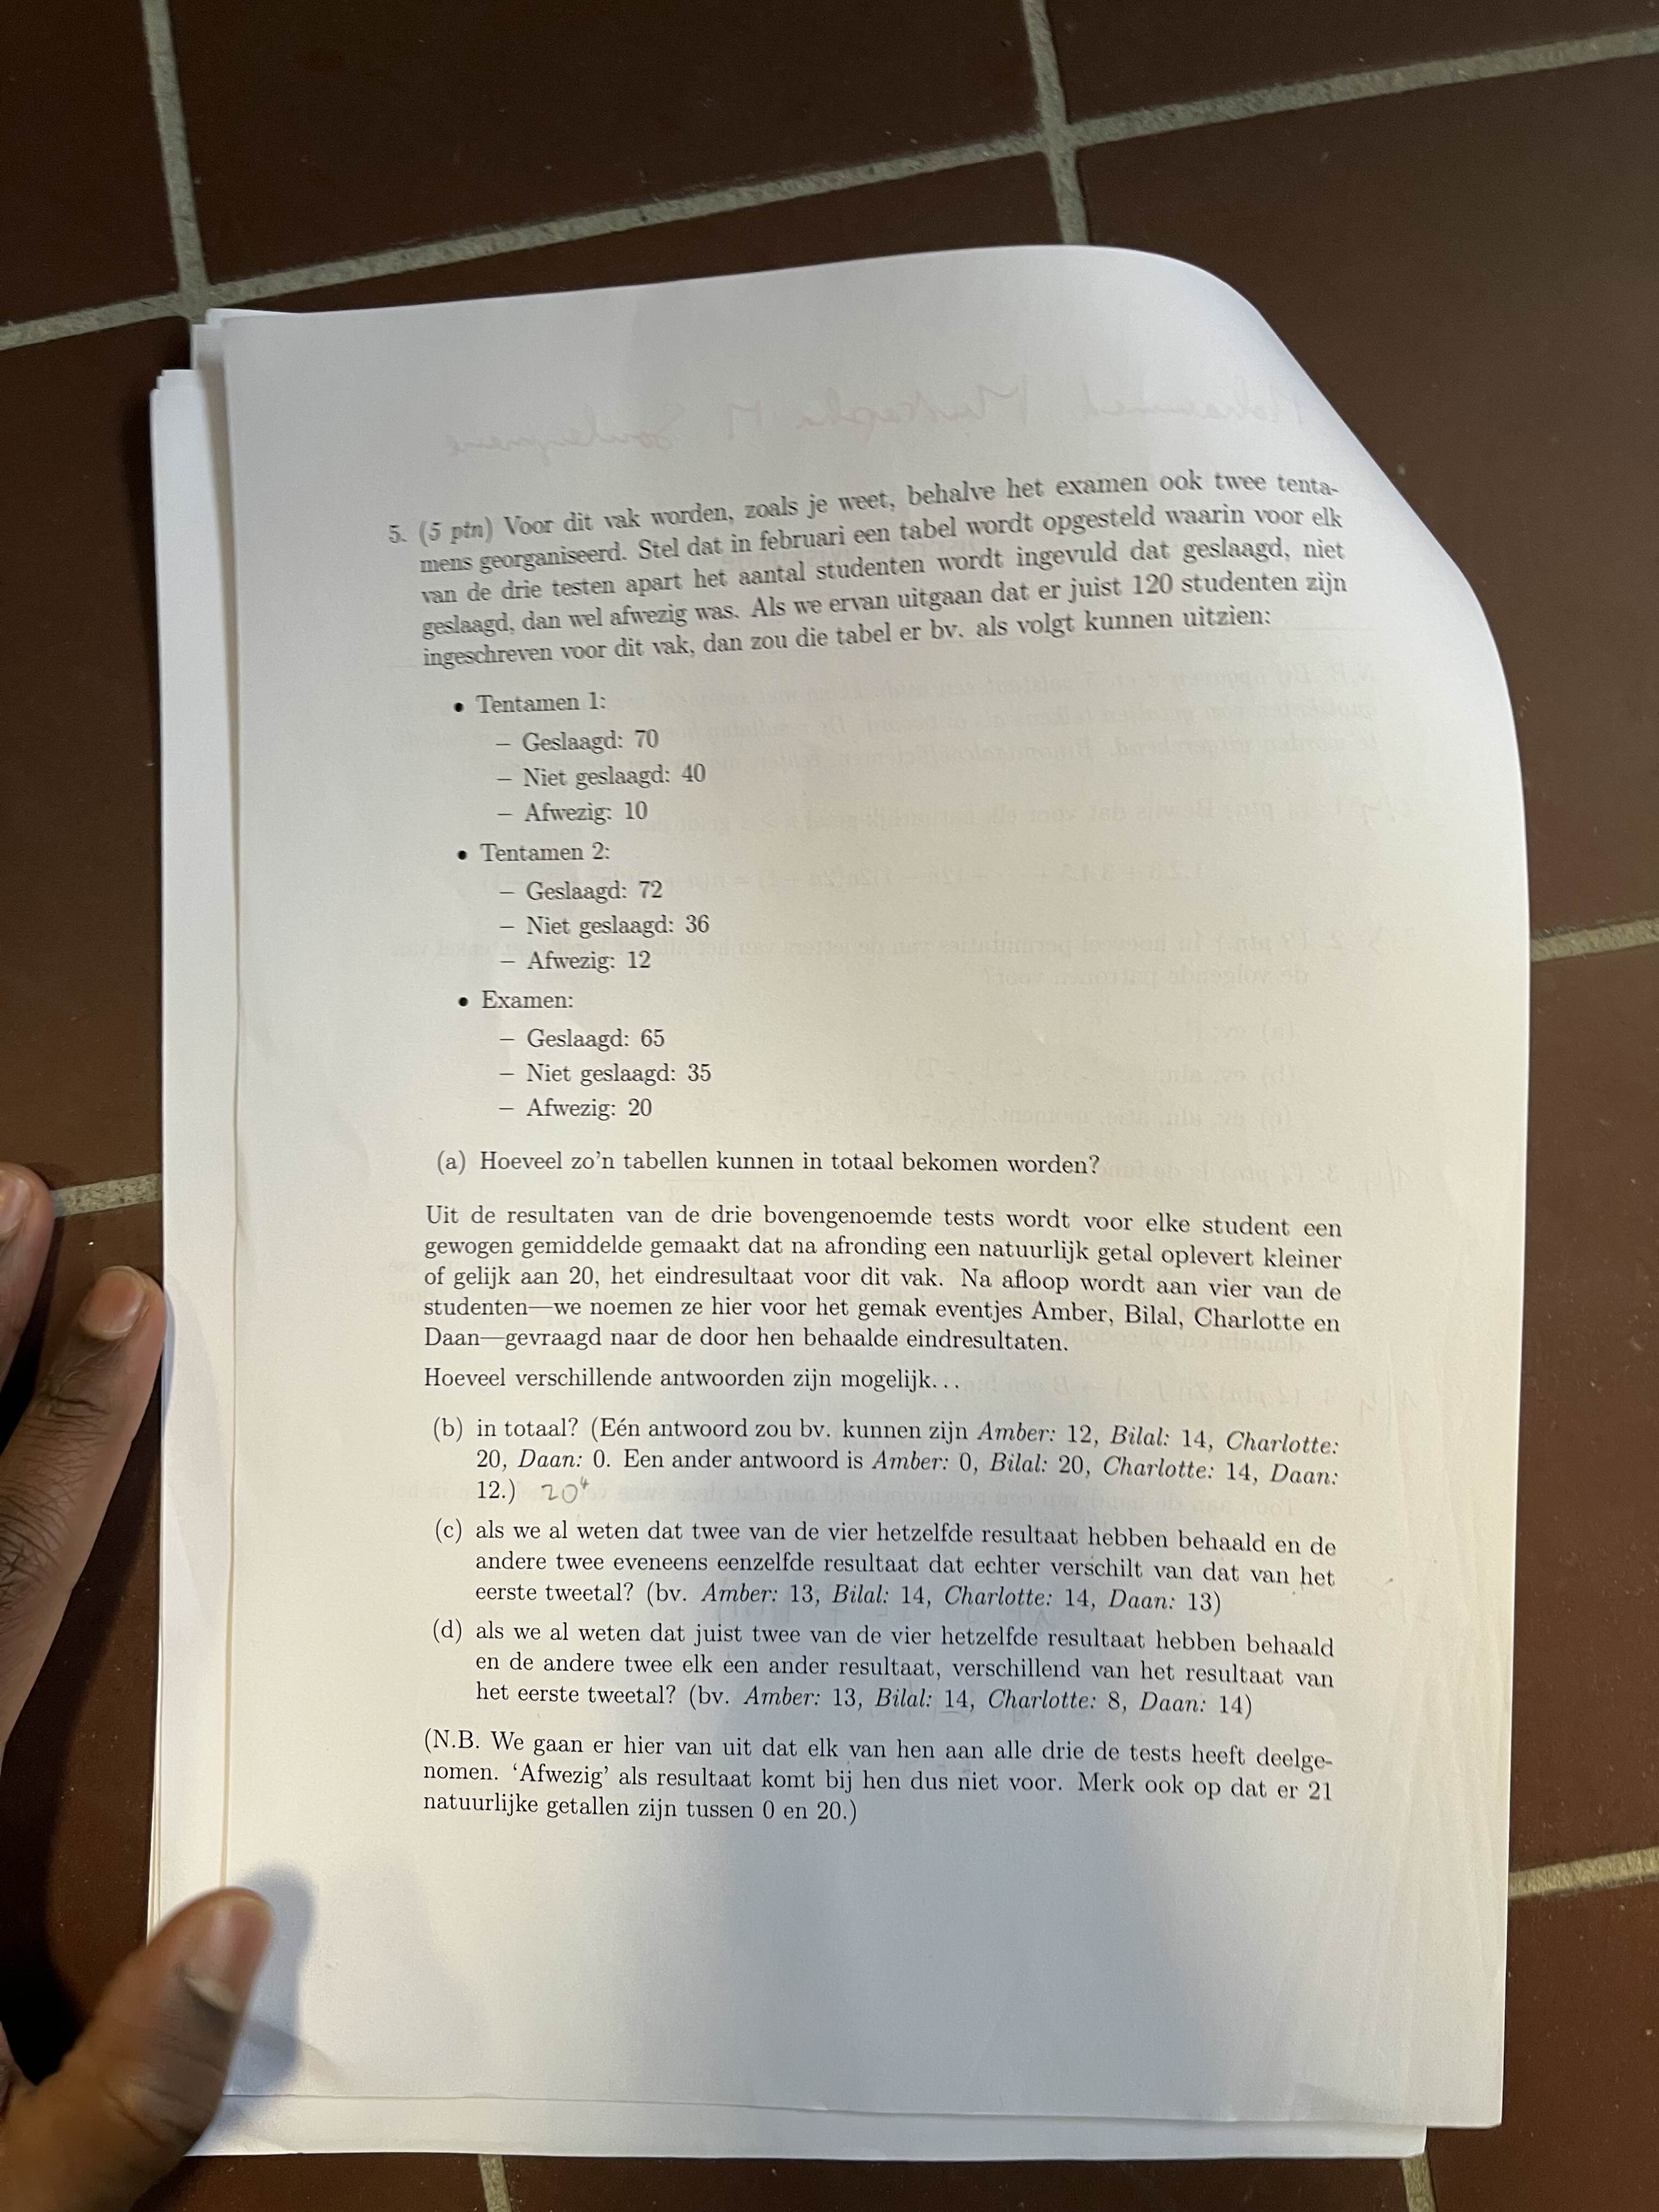 5. (5 ptn) Voor dit vak worden, zoals je weet, behalve het examen ook twee tenta-
mens georganiseerd. Stel dat in februari een tabel wordt opgesteld waarin voor elk
van de drie testen apart het aantal studenten wordt ingevuld dat geslaagd, niet
geslaagd, dan wel afwezig was. Als we ervan uitgaan dat er juist 120 studenten zijn
ingeschreven voor dit vak, dan zou die tabel er bv. als volgt kunnen uitzien:
• Tentamen 1:
– Geslaagd: 70
– Niet geslaagd: 40
– Afwezig: 10
• Tentamen 2:
– Geslaagd: 72
– Niet geslaagd: 36
– Afwezig: 12
• Examen:
– Geslaagd: 65
– Niet geslaagd: 35
– Afwezig: 20
(a) Hoeveel zo'n tabellen kunnen in totaal bekomen worden?
Uit de resultaten van de drie bovengenoemde tests wordt voor elke student een
gewogen gemiddelde gemaakt dat na afronding een natuurlijk getal oplevert kleiner
of gelijk aan 20, het eindresultaat voor dit vak. Na afloop wordt aan vier van de
studenten—we noemen ze hier voor het gemak eventjes Amber, Bilal, Charlotte en
Daan—gevraagd naar de door hen behaalde eindresultaten.
Hoeveel verschillende antwoorden zijn mogelijk...
(b) in totaal? (Eén antwoord zou bv. kunnen zijn Amber: 12, Bilal: 14, Charlotte:
20, Daan: 0. Een ander antwoord is Amber: 0, Bilal: 20, Charlotte: 14, Daan:
12.) 20⁴
(c) als we al weten dat twee van de vier hetzelfde resultaat hebben behaald en de
andere twee eveneens eenzelfde resultaat dat echter verschilt van dat van het
eerste tweetal? (bv. Amber: 13, Bilal: 14, Charlotte: 14, Daan: 13)
(d) als we al weten dat juist twee van de vier hetzelfde resultaat hebben behaald
en de andere twee elk een ander resultaat, verschillend van het resultaat van
het eerste tweetal? (bv. Amber: 13, Bilal: 14, Charlotte: 8, Daan: 14)
(N.B. We gaan er hier van uit dat elk van hen aan alle drie de tests heeft deelge-
nomen. 'Afwezig' als resultaat komt bij hen dus niet voor. Merk ook op dat er 21
natuurlijke getallen zijn tussen 0 en 20.)